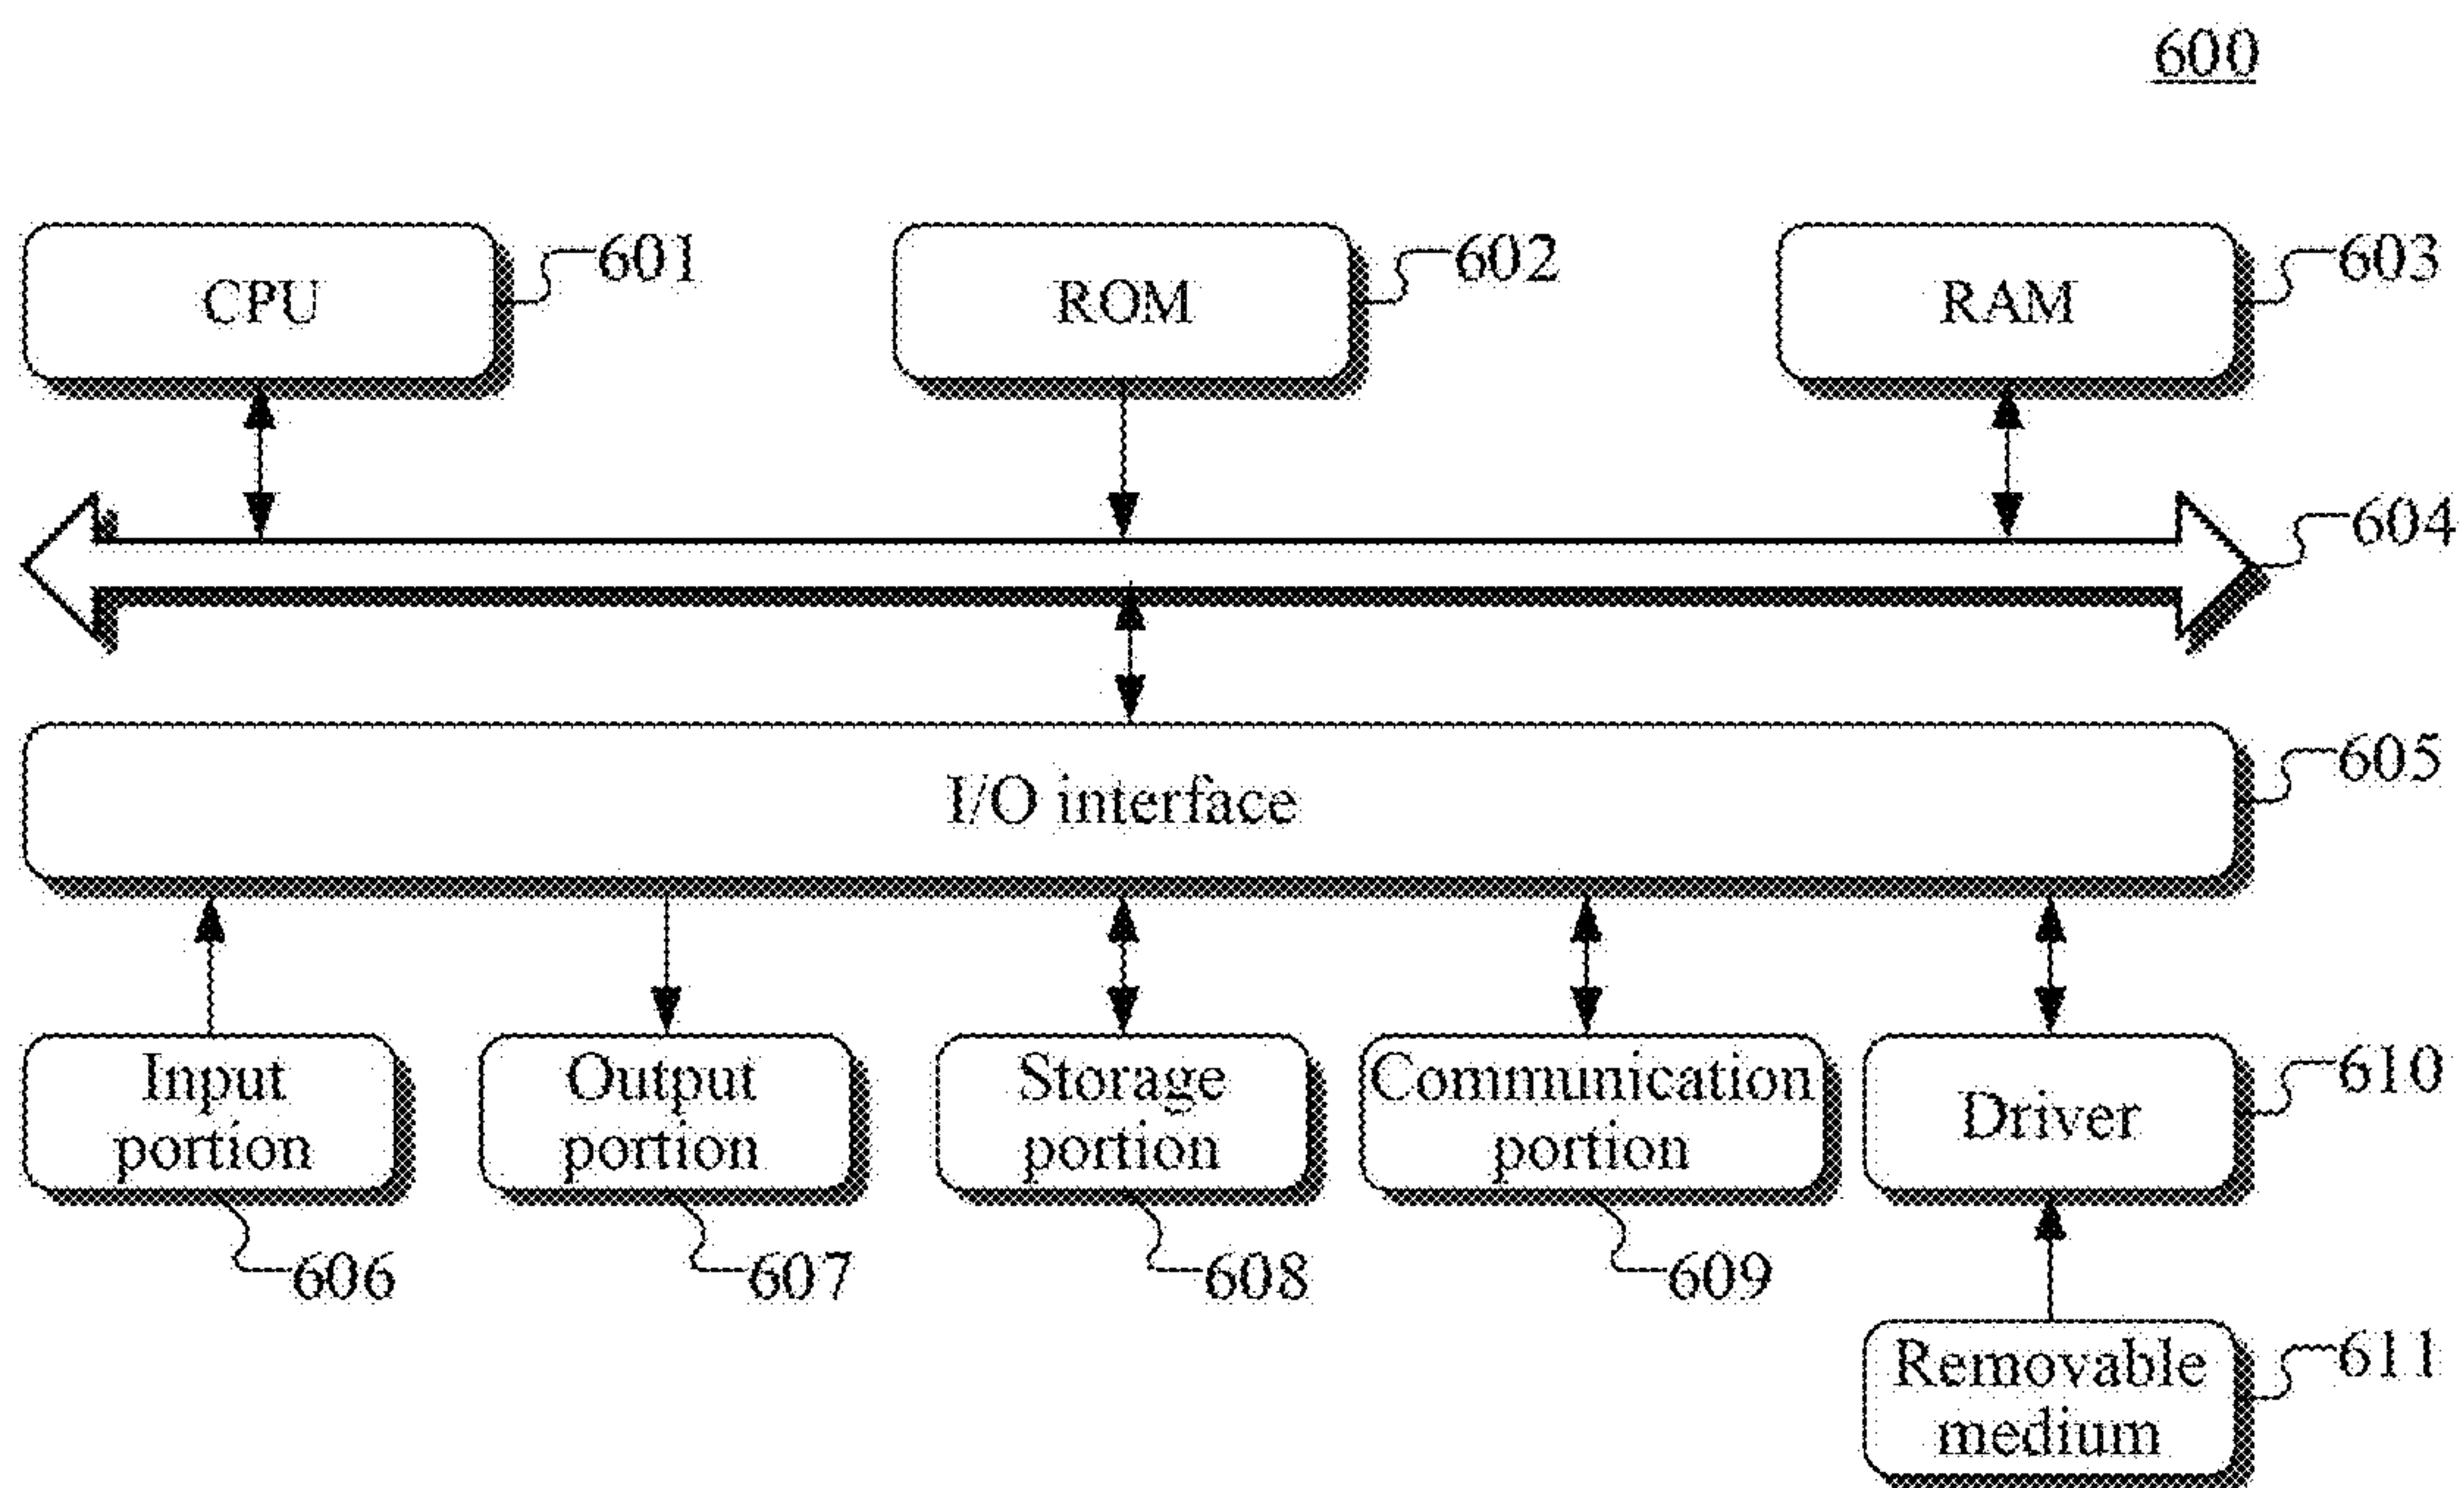 600
CPU
601
ROM
602
RAM
603
604
I/O interface
605
Input
portion
606
Output
portion
607
Storage
portion
608
Communication
portion
609
Driver
610
Removable
medium
611